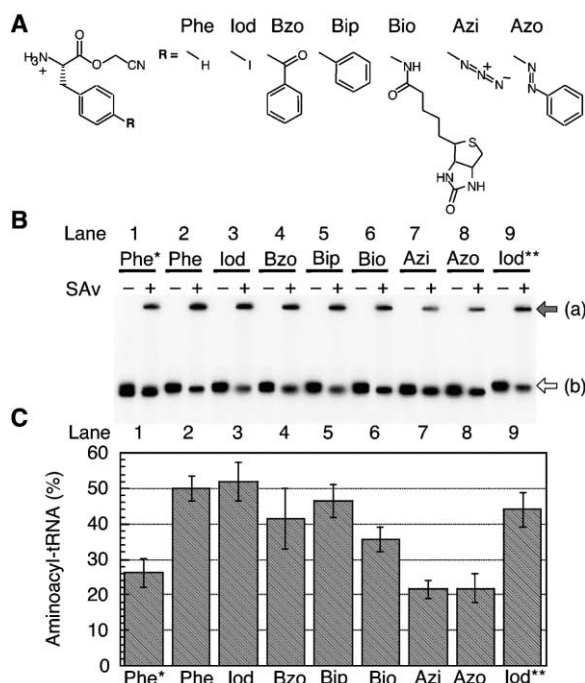 A
Phe Iod Bzo Bip Bio Azi Azo
H3N
+
O
O
CN
R
R =
H
I
O
NH
O
S
HN
NH
O
N=N=N
+
−
N
N
B
Lane 1 2 3 4 5 6 7 8 9
Phe* Phe Iod Bzo Bip Bio Azi Azo Iod**
SAv − + − + − + − + − + − + − + − + − +
(a)
(b)
C
Lane 1 2 3 4 5 6 7 8 9
Aminoacyl-tRNA (%)
60
50
40
30
20
10
0
Phe* Phe Iod Bzo Bip Bio Azi Azo Iod**